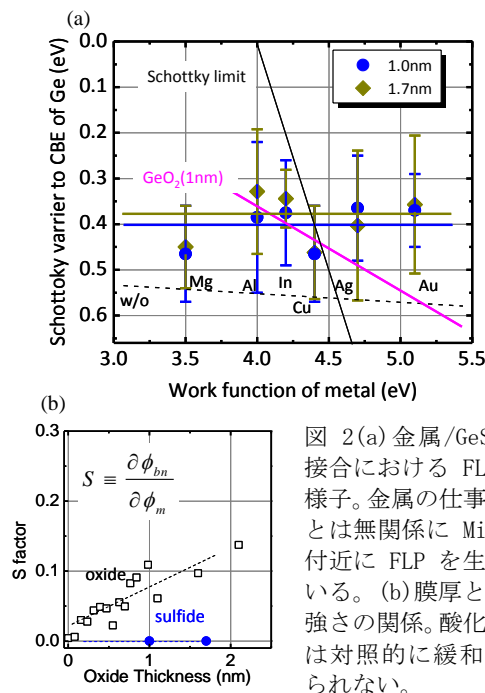 (a)
0.0
0.1
0.2
0.3
0.4
0.5
0.6
Schottoky varrier to CBE of Ge (eV)
Schottky limit
1.0nm
1.7nm
GeO₂(1nm)
w/o
Mg
Al
In
Cu
Ag
Au
3.0 3.5 4.0 4.5 5.0 5.5
Work function of metal (eV)
(b)
0.3
0.2
0.1
0.0
S factor
S ≡ ∂ϕbn / ∂ϕm
oxide
sulfide
0 1 2
Oxide Thickness (nm)
図 2(a)金属/GeS
接合における FL
様子。金属の仕事
とは無関係に Mi
付近に FLP を生
いる。(b)膜厚と
強さの関係。酸化
は対照的に緩和
られない。